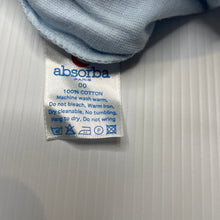 absorba
PARIS
00
100% COTTON
Machine wash warm,
Do not bleach, Warm iron,
Dry cleanable, No tumbling,
Hang to dry, Do not wring